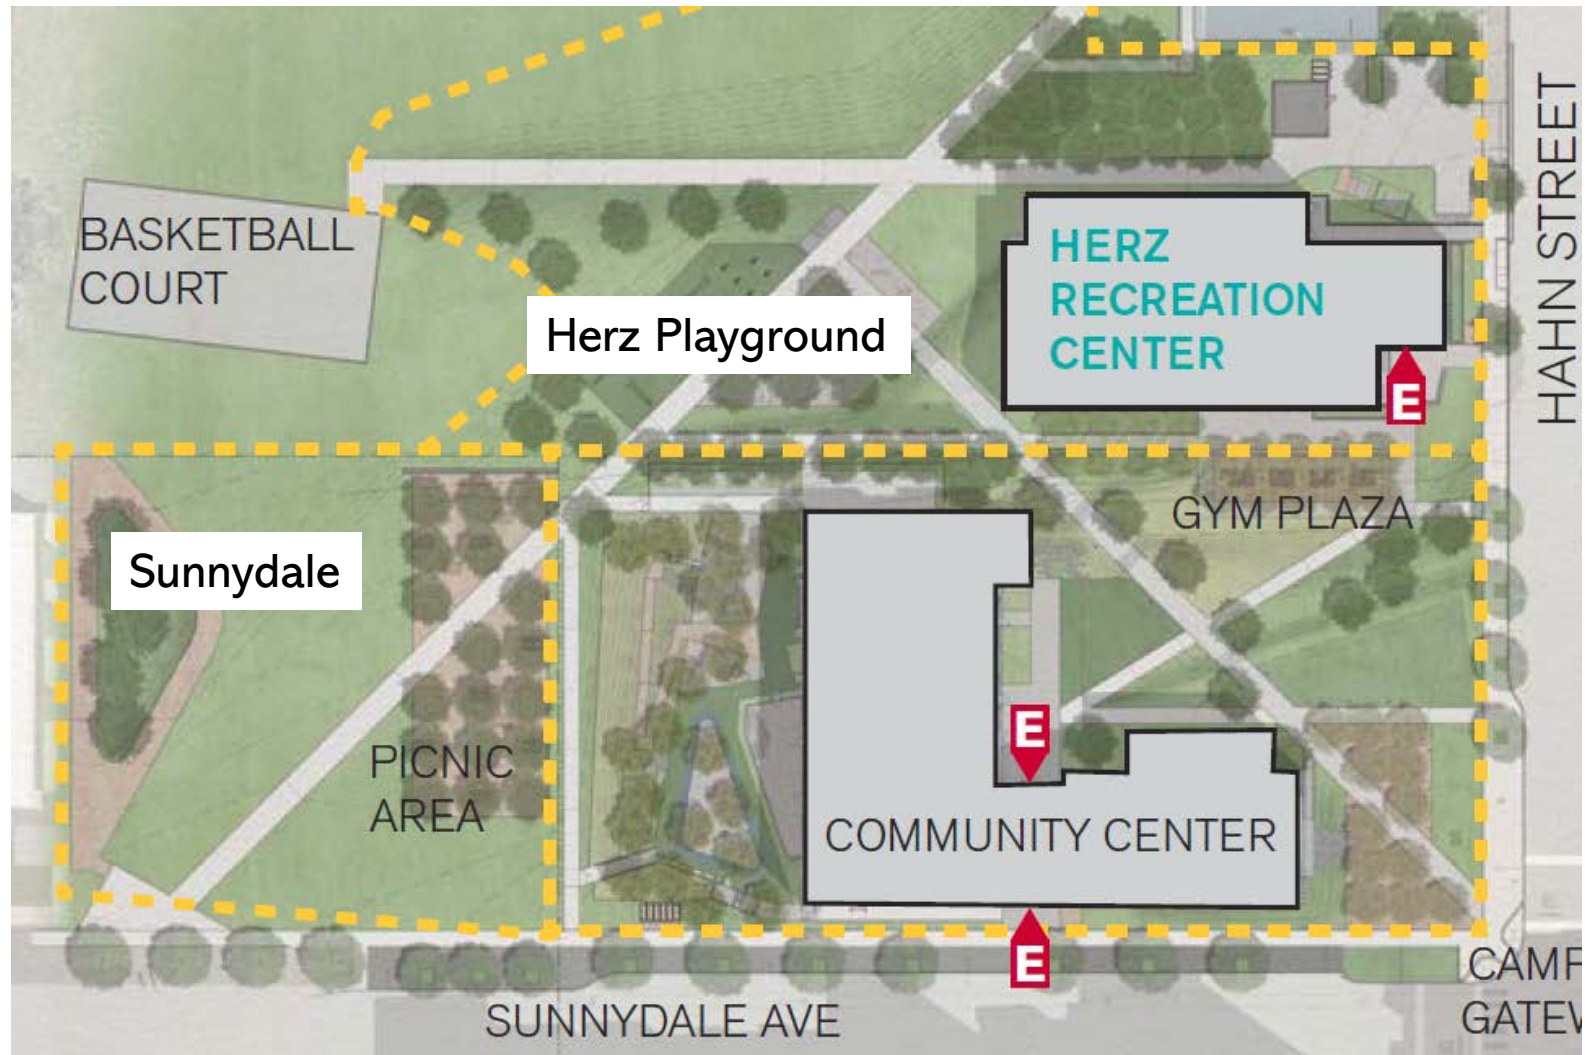 HAHN STREET
BASKETBALL
COURT
HERZ
RECREATION
CENTER
Herz Playground
E
GYM PLAZA
Sunnydale
E
PICNIC
AREA
COMMUNITY CENTER
E
SUNNYDALE AVE